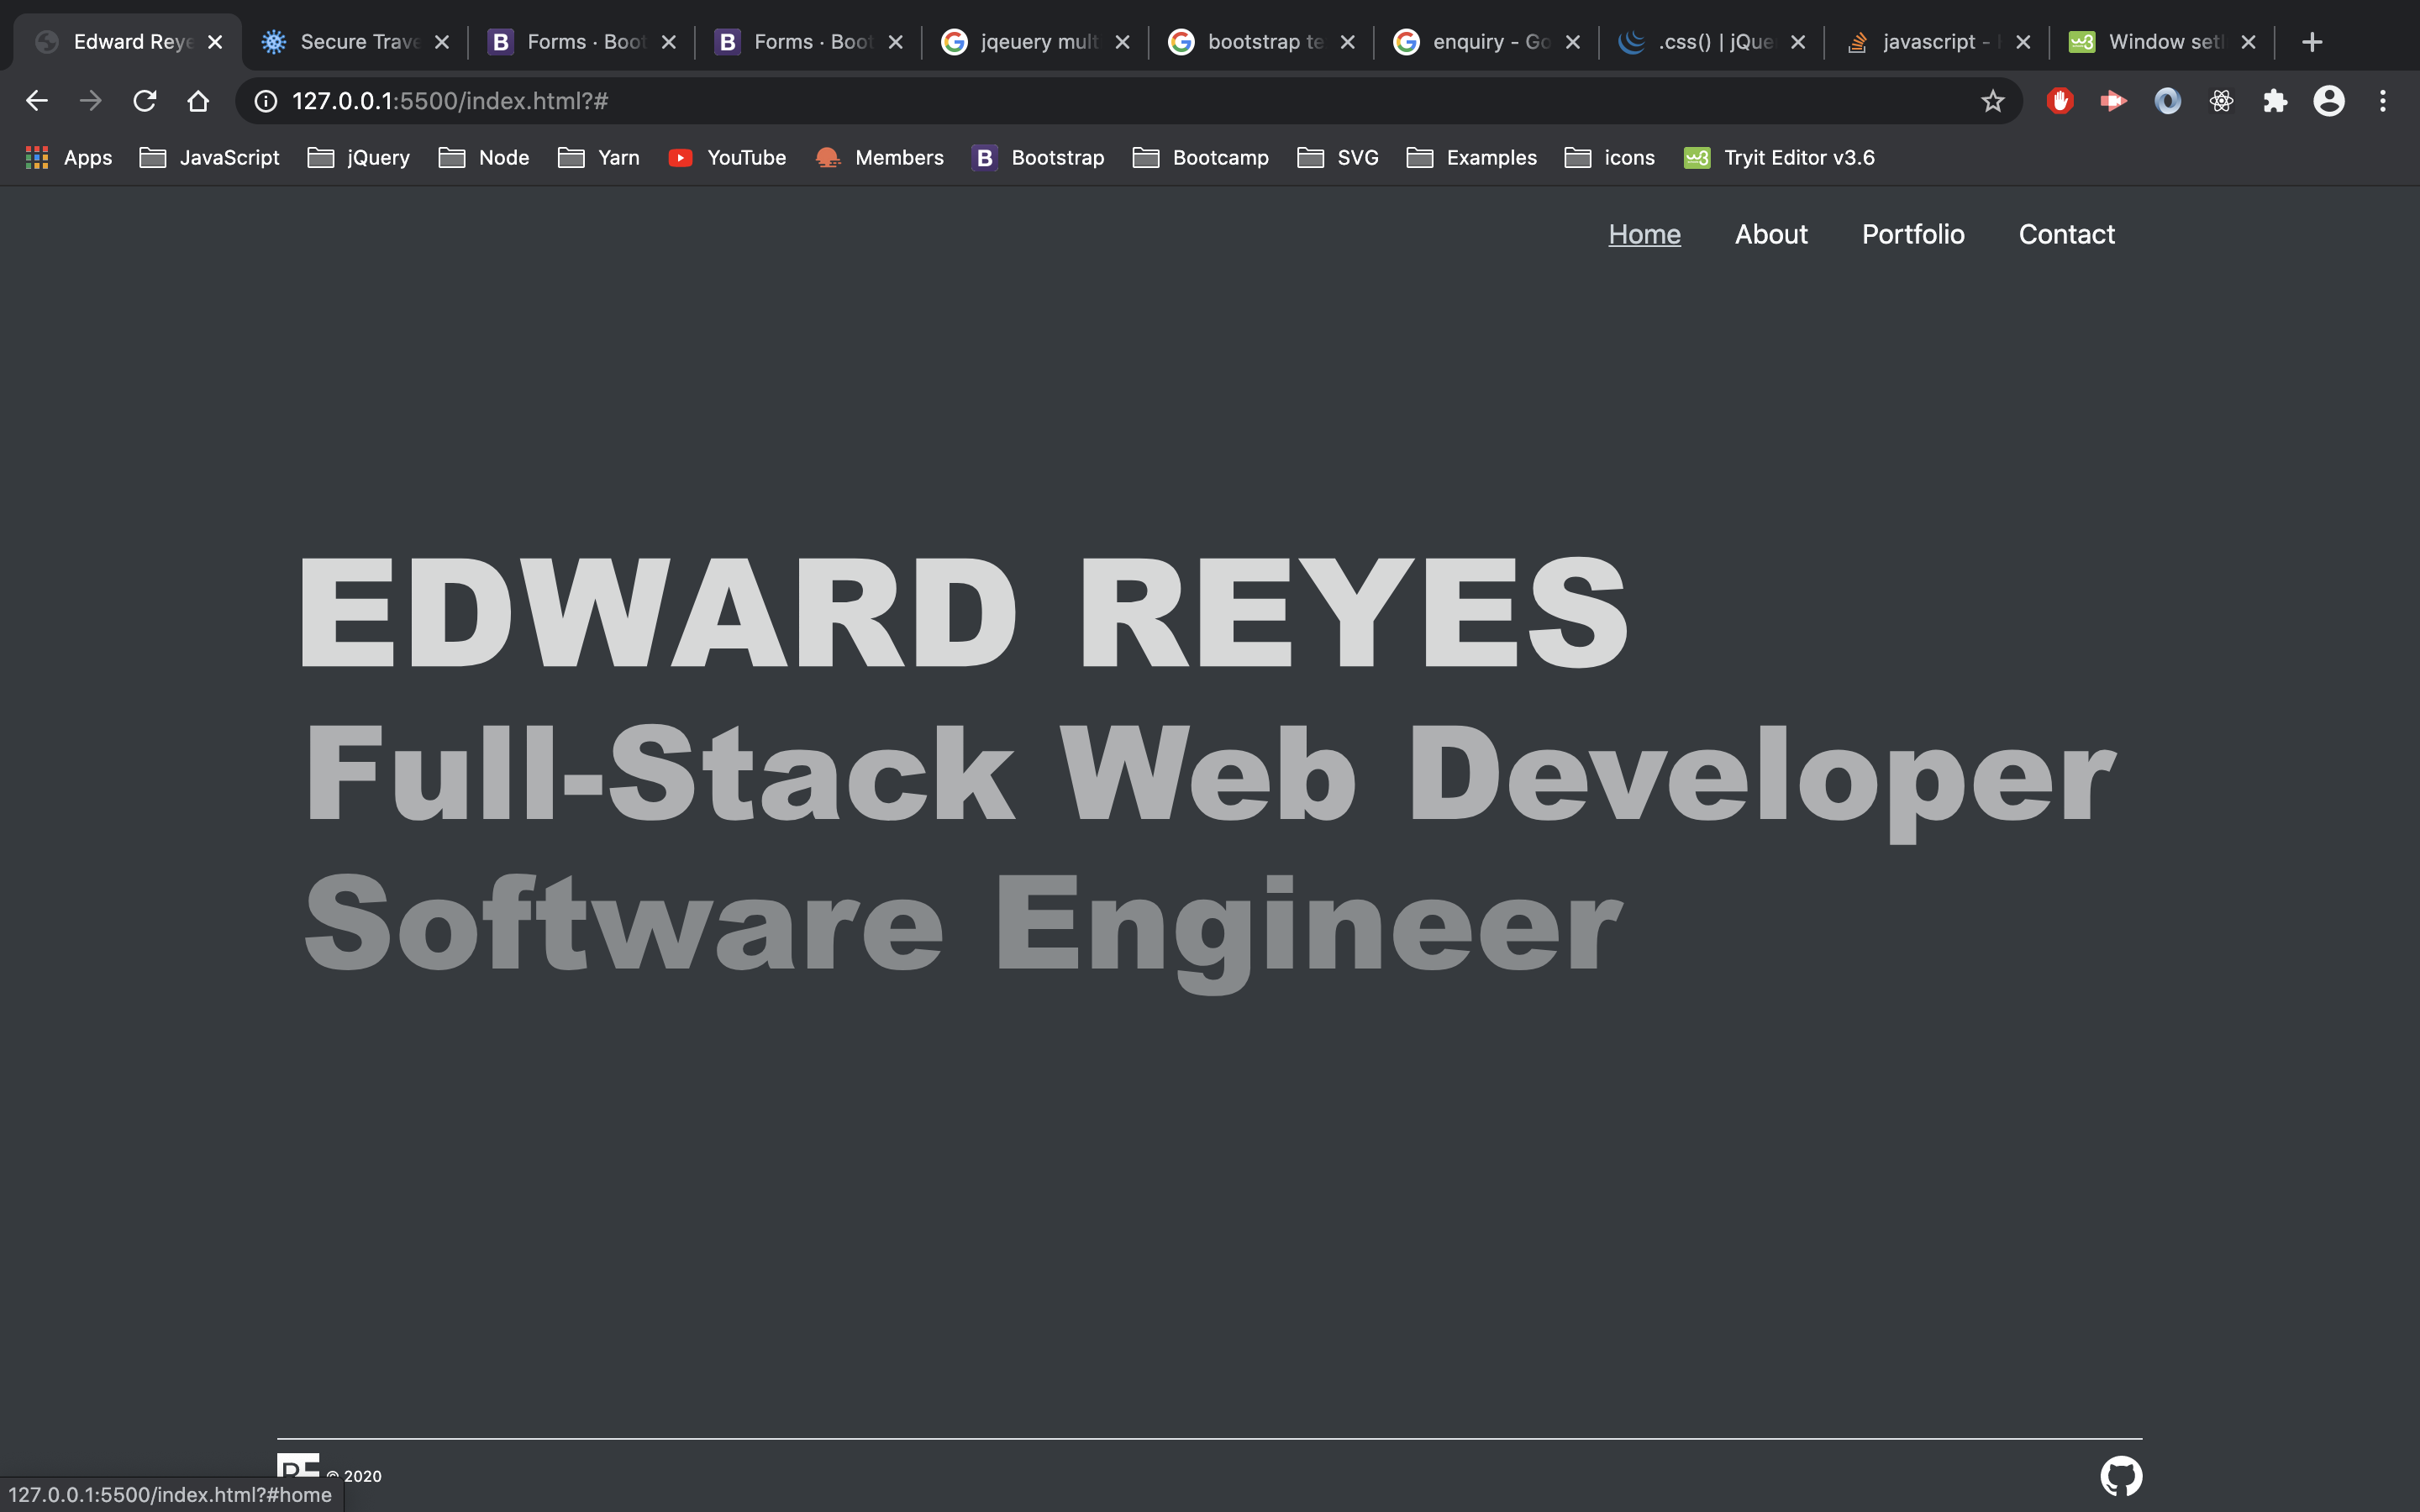 Edward Reye
Secure Trave
Forms · Boot
Forms · Boot
jqeuery mult
bootstrap te
enquiry - Go
.css() | jQue
javascript -
Window set
127.0.0.1:5500/index.html?#
Apps JavaScript jQuery Node Yarn YouTube Members Bootstrap Bootcamp SVG Examples icons Tryit Editor v3.6
Home About Portfolio Contact
EDWARD REYES
Full-Stack Web Developer
Software Engineer
© 2020
127.0.0.1:5500/index.html?#home